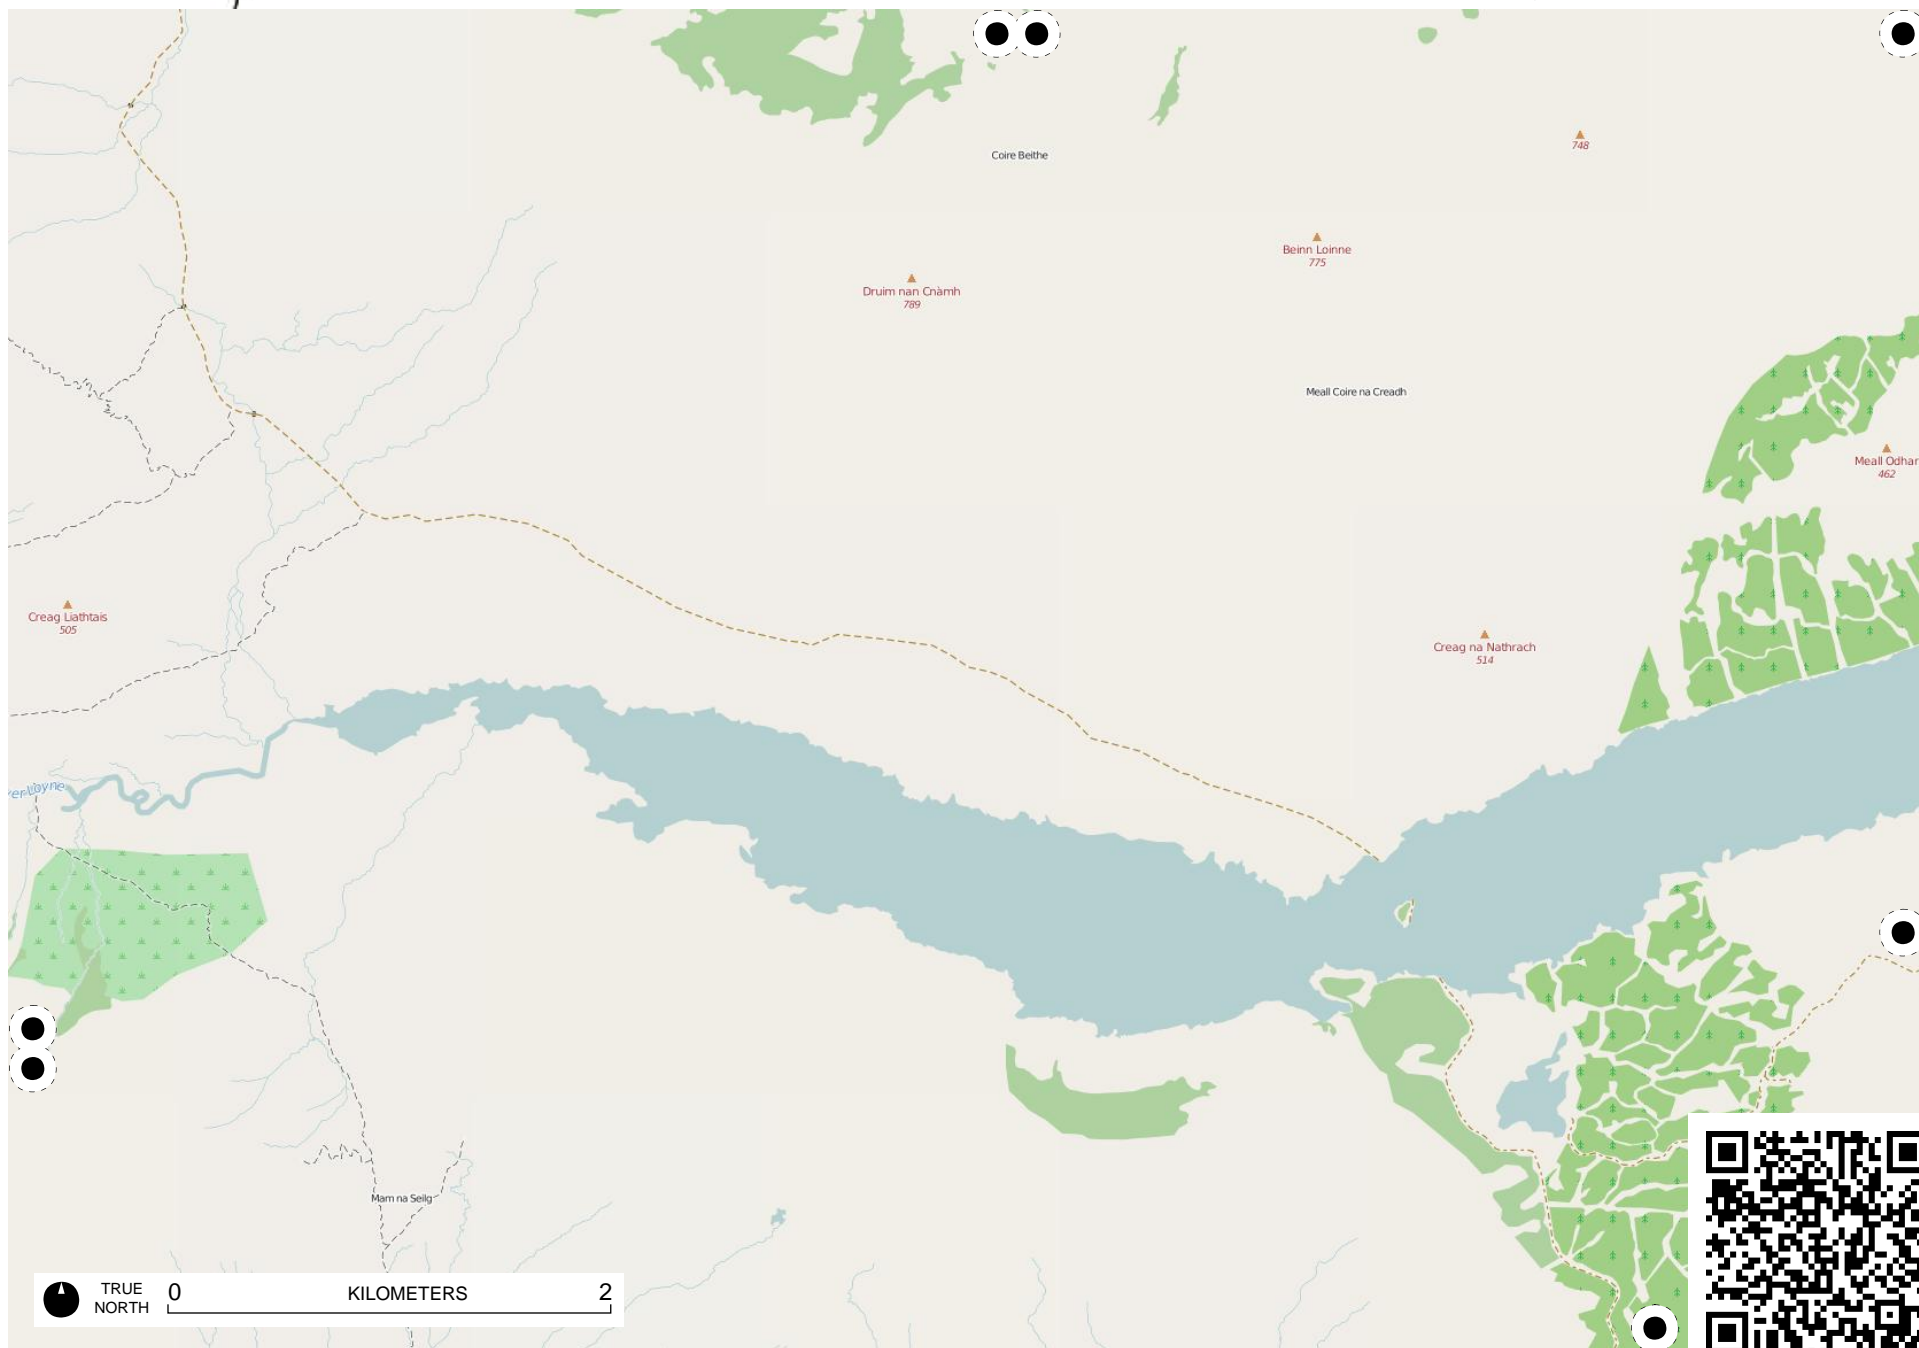 Coire Beithe
748
Beinn Loinne
775
Druim nan Cnàmh
789
Meall Coire na Creadh
Meall Odhar
462
Creag Liathtais
505
Creag na Nathrach
514
Loyne
Mam na Seilg
TRUE
NORTH
0
KILOMETERS
2